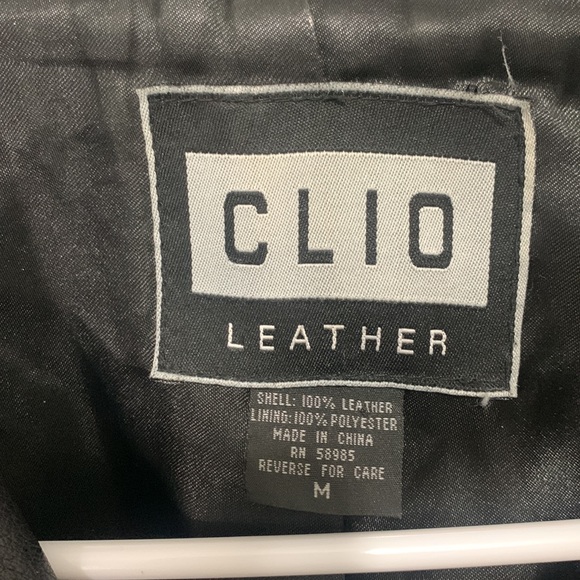 CLIO
LEATHER
SHELL: 100% LEATHER
LINING:100% POLYESTER
MADE IN CHINA
RN 58985
REVERSE FOR CARE
M